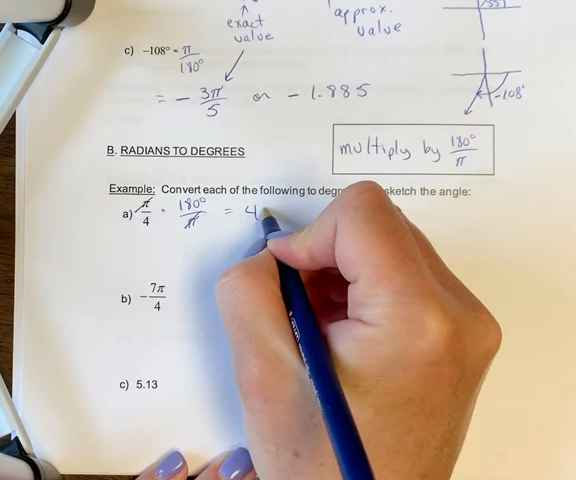 exact
value
approx.
value
c) -108° · π/180°
= - 3π/5 or - 1.885
-108°
B. RADIANS TO DEGREES
multiply by 180°/π
Example: Convert each of the following to sketch the angle:
a) π/4 · 180°/π = 4
b) -7π/4
c) 5.13